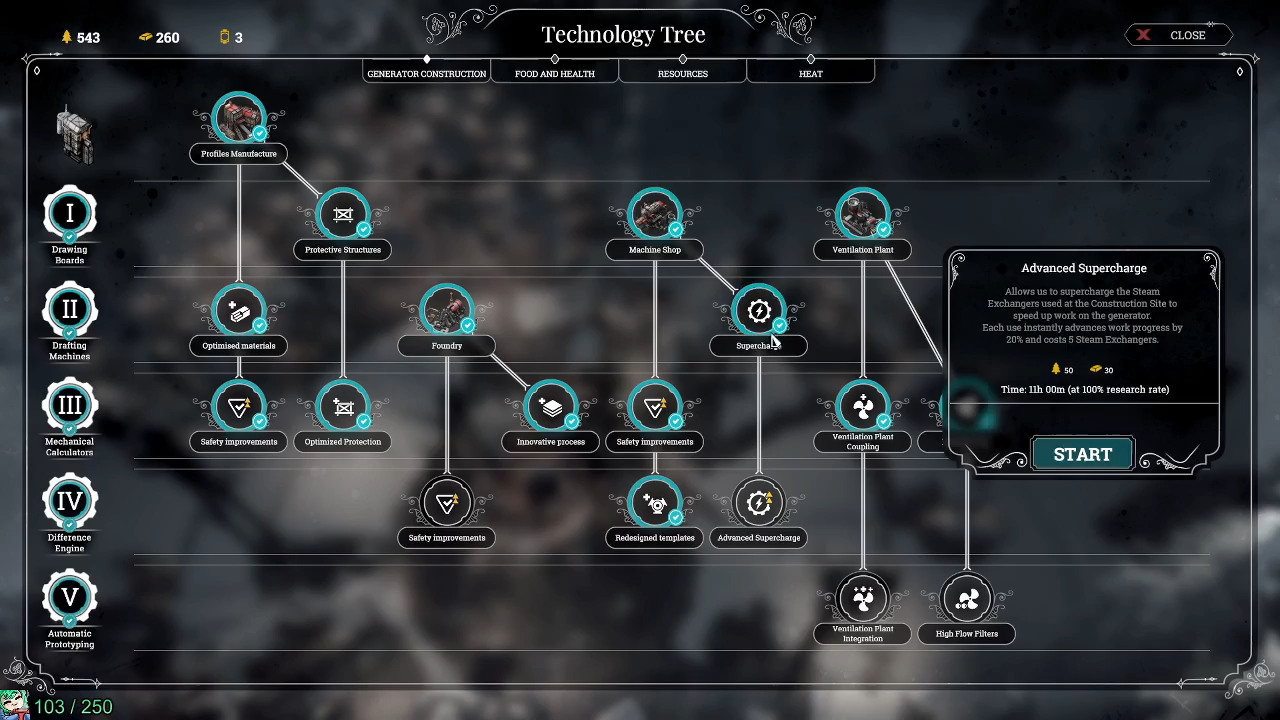 543
260
3
Technology Tree
CLOSE
GENERATOR CONSTRUCTION
FOOD AND HEALTH
RESOURCES
HEAT
Profiles Manufacture
I
Drawing
Boards
Protective Structures
Machine Shop
Ventilation Plant
Advanced Supercharge
Allows us to supercharge the Steam
Exchangers used at the Construction Site to
speed up work on the generator.
Each use instantly advances work progress by
20% and costs 5 Steam Exchangers.
50
30
Time: 11h 00m (at 100% research rate)
START
II
Drafting
Machines
Optimised materials
Foundry
III
Mechanical
Calculators
Safety improvements
Optimized Protection
Innovative process
Safety improvements
Ventilation Plant
Coupling
IV
Difference
Engine
Safety improvements
Redesigned templates
Advanced Supercharge
V
Automatic
Prototyping
Ventilation Plant
Integration
High Flow Filters
103 / 250